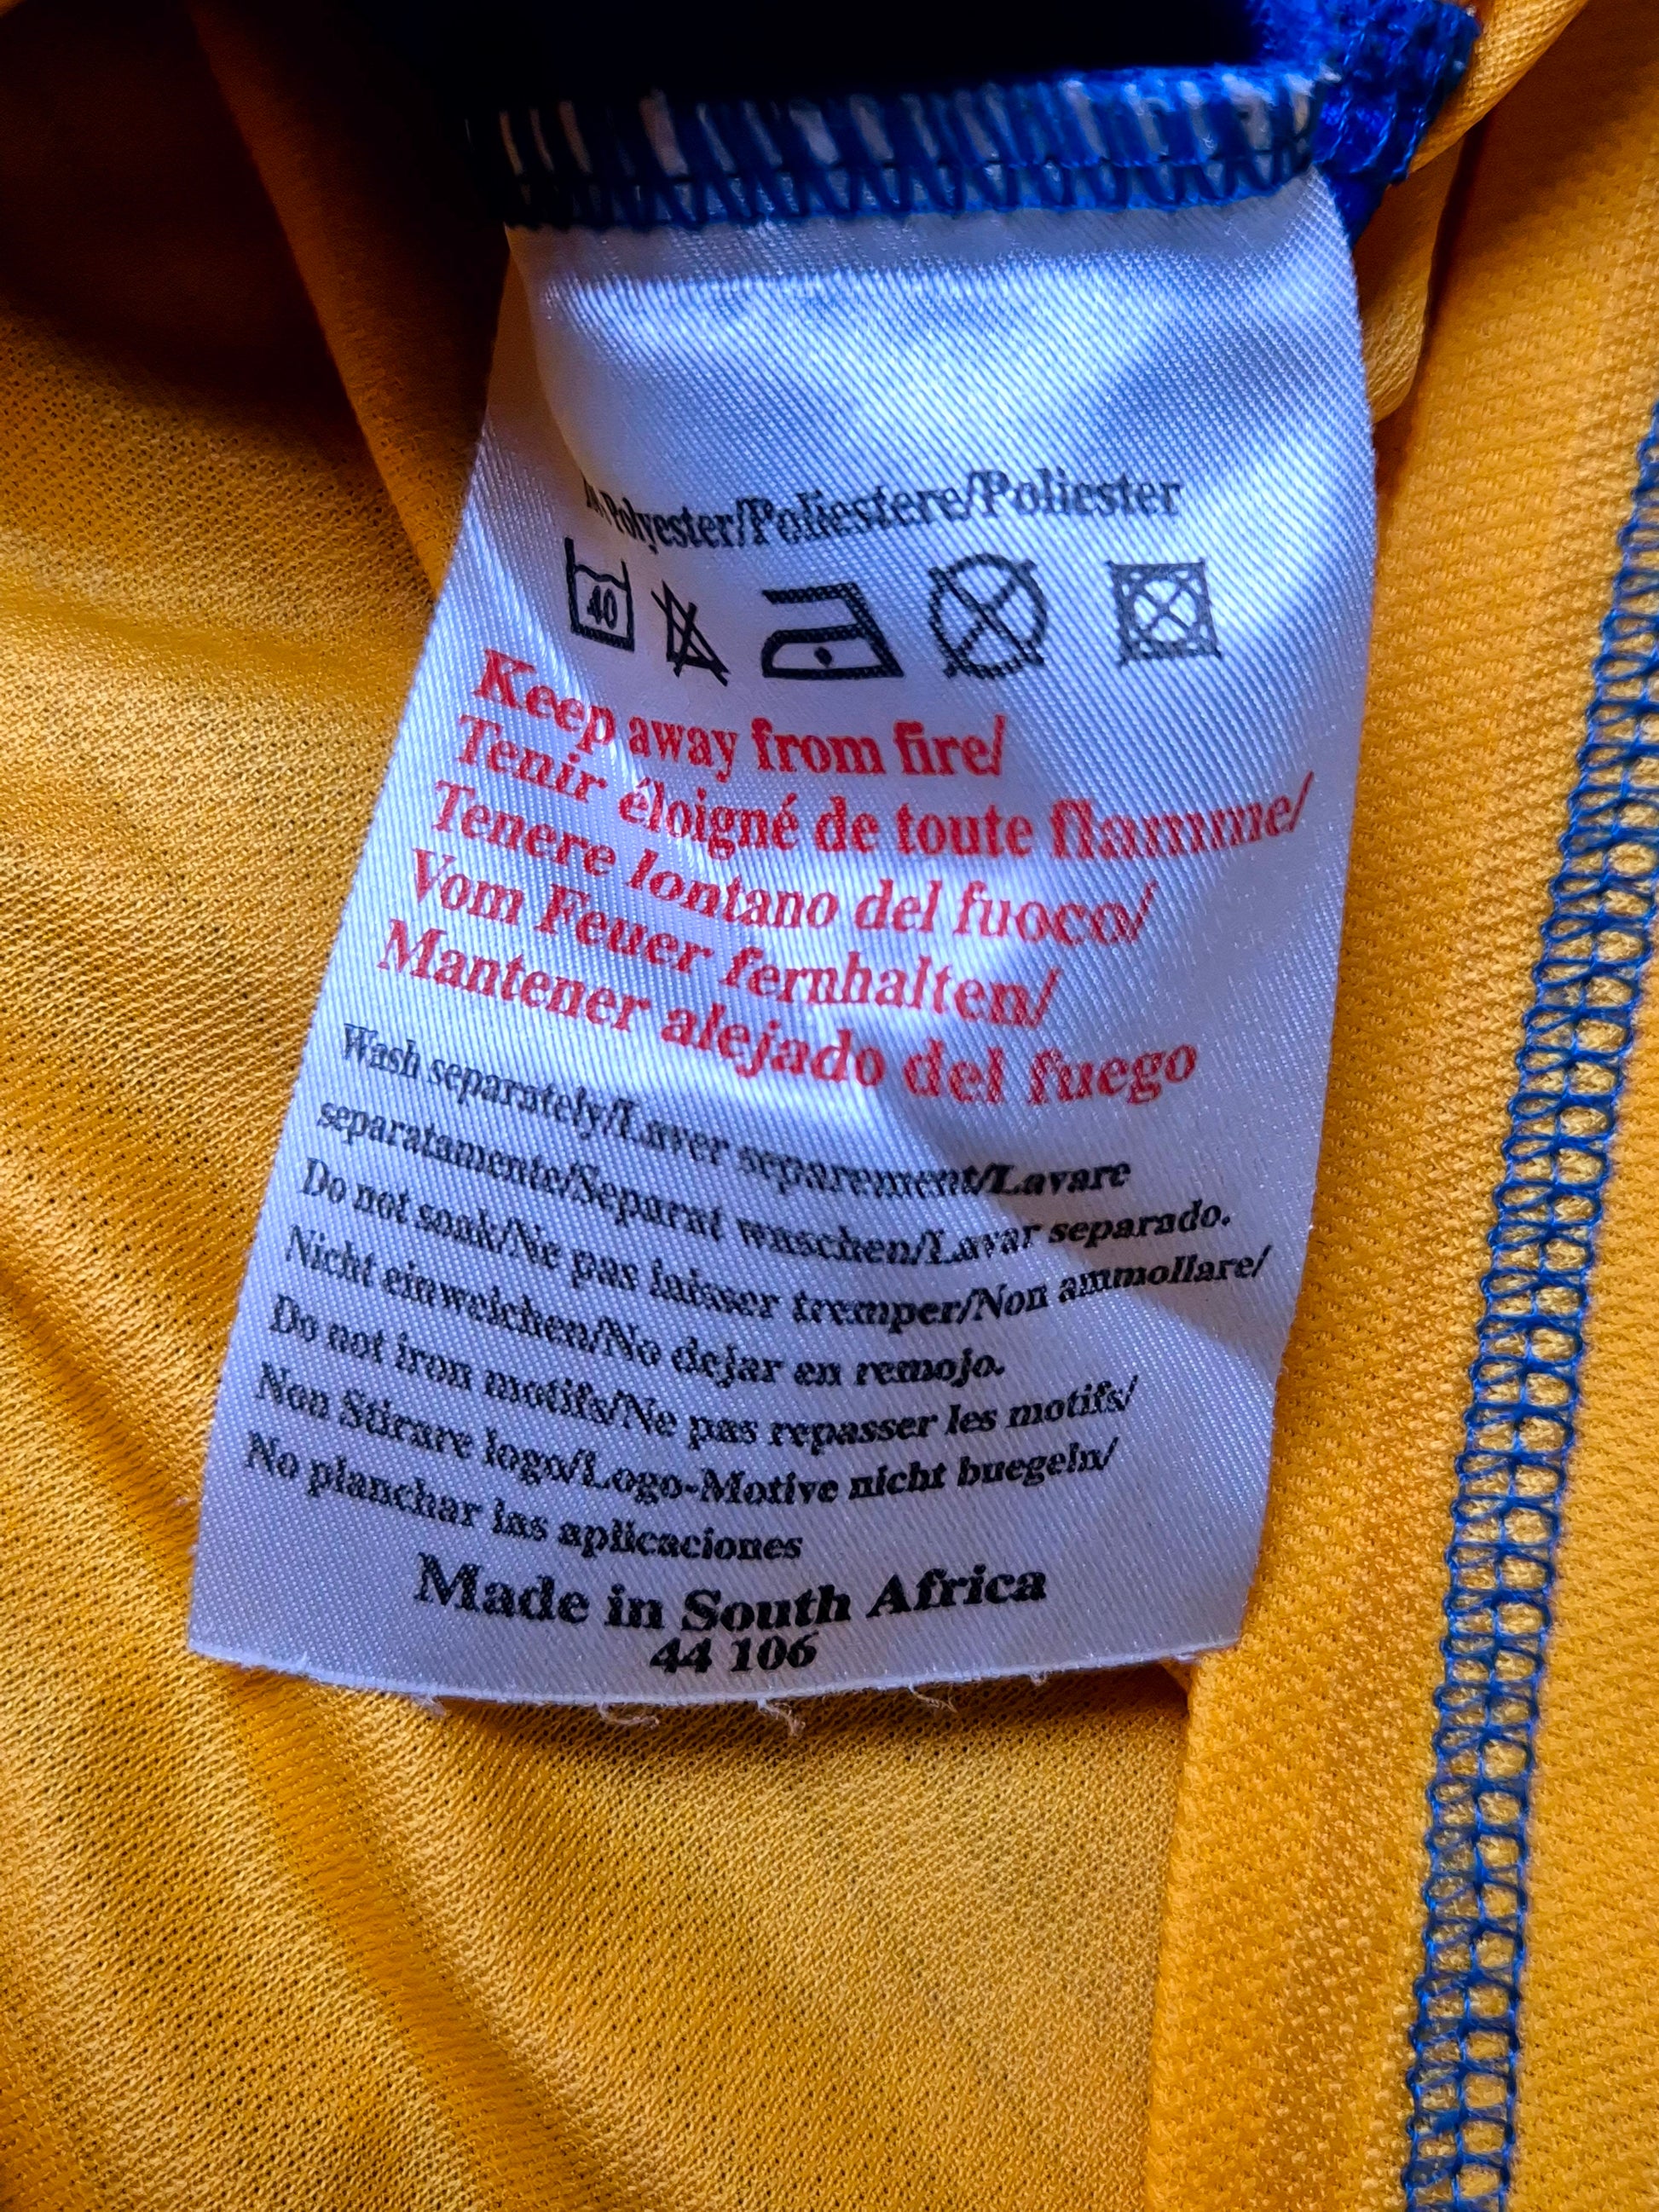 Polyester/Poliestere/Poliester
40
Keep away from fire/
Tenir éloigné de toute flamme/
Tenere lontano del fuoco/
Vom Feuer fernhalten/
Mantener alejado del fuego
Wash separately/Laver separement/Lavare
separatamente/Separat waschen/Lavar separado.
Do not soak/Ne pas laisser tremper/Non ammollare/
Nicht einweichen/No dejar en remojo.
Do not iron motifs/Ne pas repasser les motifs/
Non Stirare logo/Logo-Motive nicht buegeln/
No planchar las aplicaciones
Made in South Africa
44 106